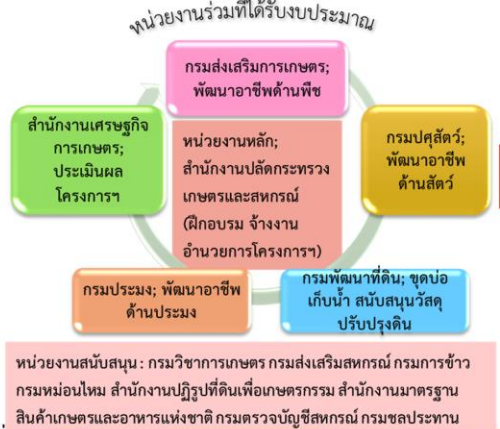 หน่วยงานร่วมที่ได้รับงบประมาณ
กรมส่งเสริมการเกษตร;
พัฒนาอาชีพด้านพืช
สำนักงานเศรษฐกิจ
การเกษตร;
ประเมินผล
โครงการฯ
หน่วยงานหลัก;
สำนักงานปลัดกระทรวง
เกษตรและสหกรณ์
(ฝึกอบรม จ้างงาน
อำนวยการโครงการฯ)
กรมปศุสัตว์;
พัฒนาอาชีพ
ด้านสัตว์
กรมประมง; พัฒนาอาชีพ
ด้านประมง
กรมพัฒนาที่ดิน; ขุดบ่อ
เก็บน้ำ สนับสนุนวัสดุ
ปรับปรุงดิน
หน่วยงานสนับสนุน : กรมวิชาการเกษตร กรมส่งเสริมสหกรณ์ กรมการข้าว
กรมหม่อนไหม สำนักงานปฏิรูปที่ดินเพื่อเกษตรกรรม สำนักงานมาตรฐาน
สินค้าเกษตรและอาหารแห่งชาติ กรมตรวจบัญชีสหกรณ์ กรมชลประทาน